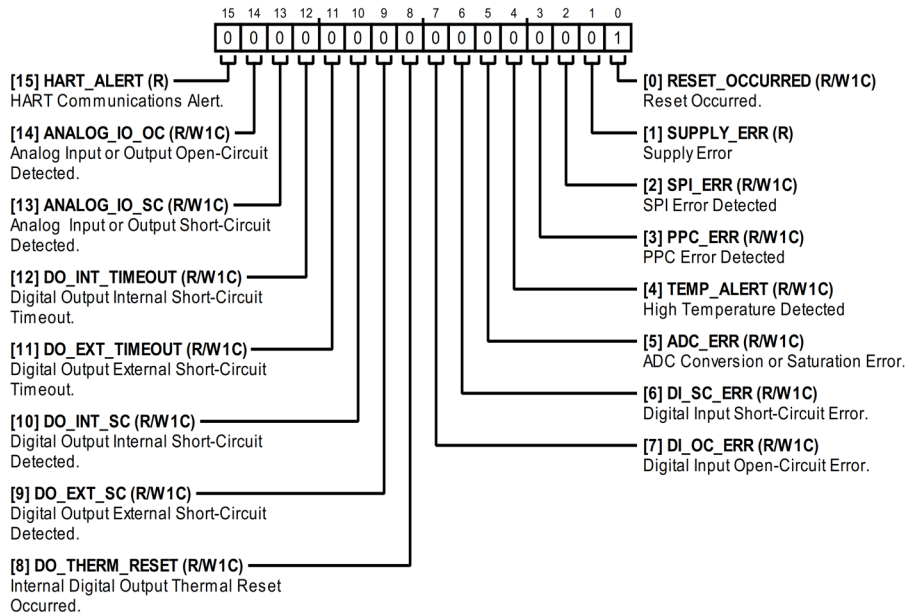 15 14 13 12 11 10 9 8 7 6 5 4 3 2 1 0
0 0 0 0 0 0 0 0 0 0 0 0 0 0 0 1
[15] HART_ALERT (R)
HART Communications Alert.
[14] ANALOG_IO_OC (R/W1C)
Analog Input or Output Open-Circuit
Detected.
[13] ANALOG_IO_SC (R/W1C)
Analog Input or Output Short-Circuit
Detected.
[12] DO_INT_TIMEOUT (R/W1C)
Digital Output Internal Short-Circuit
Timeout.
[11] DO_EXT_TIMEOUT (R/W1C)
Digital Output External Short-Circuit
Timeout.
[10] DO_INT_SC (R/W1C)
Digital Output Internal Short-Circuit
Detected.
[9] DO_EXT_SC (R/W1C)
Digital Output External Short-Circuit
Detected.
[8] DO_THERM_RESET (R/W1C)
Internal Digital Output Thermal Reset
Occurred.
[0] RESET_OCCURRED (R/W1C)
Reset Occurred.
[1] SUPPLY_ERR (R)
Supply Error
[2] SPI_ERR (R/W1C)
SPI Error Detected
[3] PPC_ERR (R/W1C)
PPC Error Detected
[4] TEMP_ALERT (R/W1C)
High Temperature Detected
[5] ADC_ERR (R/W1C)
ADC Conversion or Saturation Error.
[6] DI_SC_ERR (R/W1C)
Digital Input Short-Circuit Error.
[7] DI_OC_ERR (R/W1C)
Digital Input Open-Circuit Error.